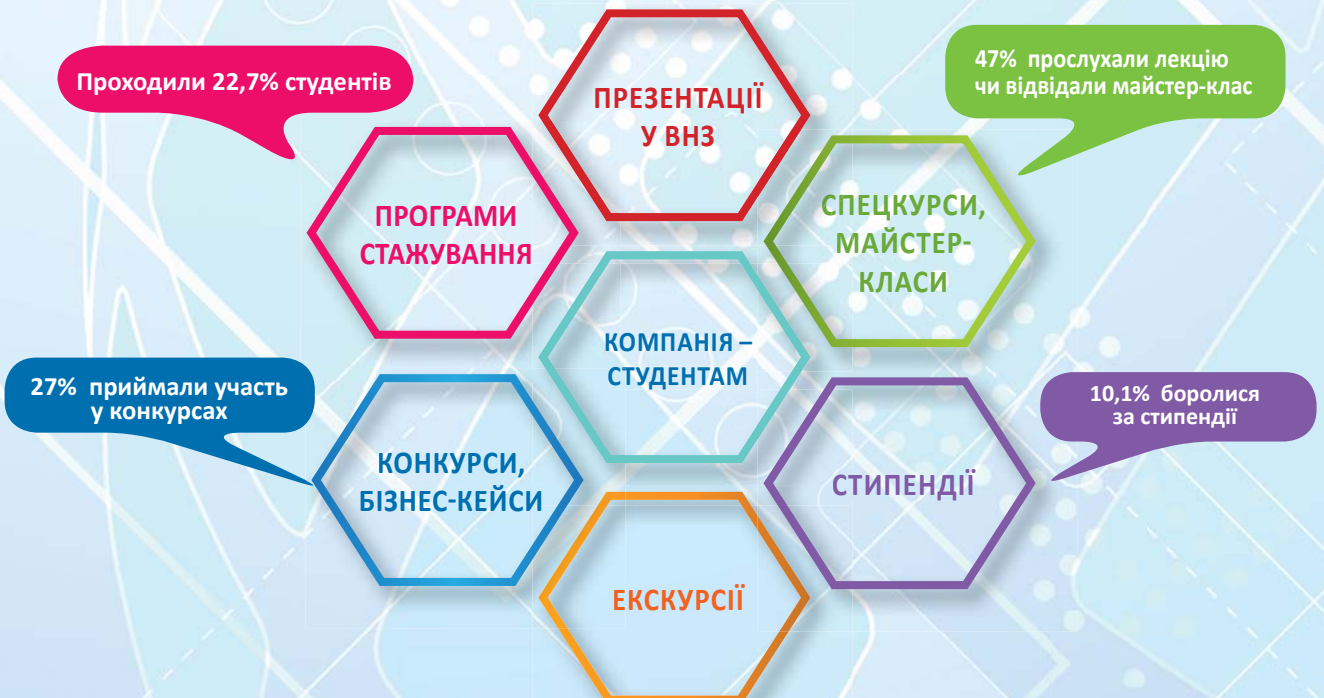 Проходили 22,7% студентів
ПРЕЗЕНТАЦІЇ
У ВНЗ
47% прослухали лекцію
чи відвідали майстер-клас
ПРОГРАМИ
СТАЖУВАННЯ
СПЕЦКУРСИ,
МАЙСТЕР-
КЛАСИ
КОМПАНІЯ –
СТУДЕНТАМ
27% приймали участь
у конкурсах
10,1% боролися
за стипендії
КОНКУРСИ,
БІЗНЕС-КЕЙСИ
СТИПЕНДІЇ
ЕКСКУРСІЇ